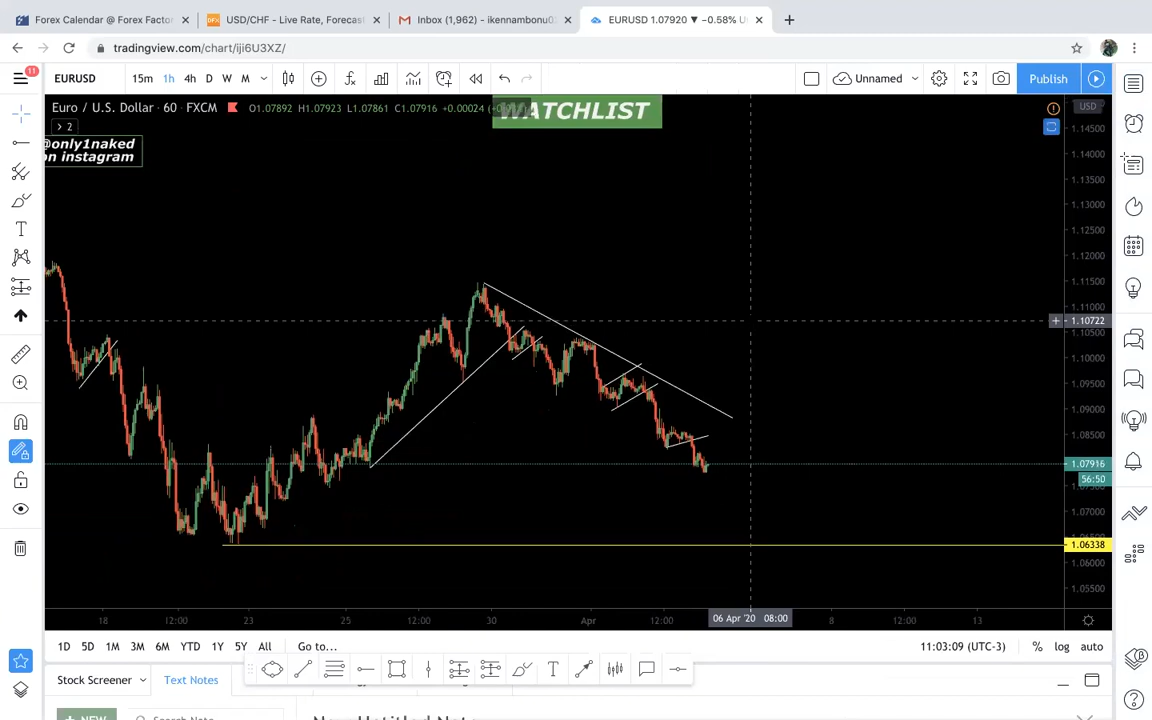 Forex Calendar @ Forex Factor
USD/CHF - Live Rate, Forecas
Inbox (1,962) - ikennambonu0
EURUSD 1.07920 ▼ −0.58% U
tradingview.com/chart/iji6U3XZ/
11
EURUSD
15m 1h 4h D W M
Unnamed
Publish
Euro / U.S. Dollar · 60 · FXCM O1.07892 H1.07923 L1.07861 C1.07916 +0.00024
WATCHLIST
USD
> 2
@only1naked
on instagram
1.14500
1.14000
1.13500
1.13000
1.12500
1.12000
1.11500
1.11000
1.10722
1.10500
1.10000
1.09500
1.09000
1.08500
1.07916
56:50
1.07000
1.06338
1.06000
1.05500
18 12:00 23 25 12:00 30 Apr 12:00 06 Apr '20 08:00 8 12:00 13
1D 5D 1M 3M 6M YTD 1Y 5Y All Go to... 11:03:09 (UTC-3) % log auto
Stock Screener Text Notes
+ NEW Search Note